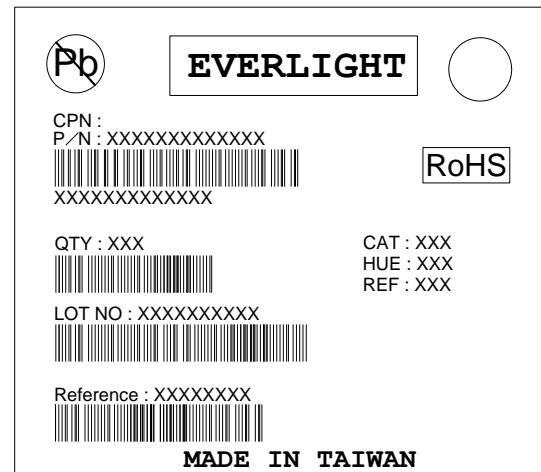 Pb
EVERLIGHT
CPN :
P/N : XXXXXXXXXXXXX
RoHS
XXXXXXXXXXXXX
QTY : XXX
CAT : XXX
HUE : XXX
REF : XXX
LOT NO : XXXXXXXXXX
Reference : XXXXXXXX
MADE IN TAIWAN